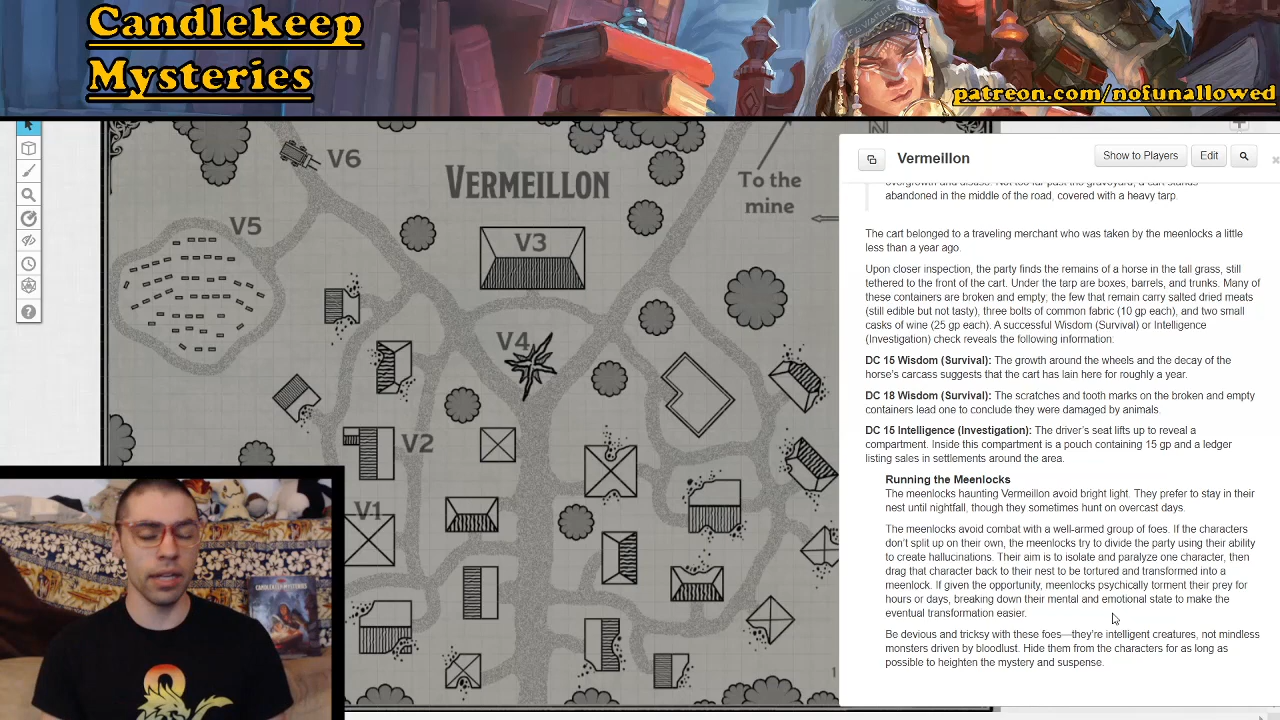 Candlekeep
Mysteries
patreon.com/nofunallowed
V6
VERMEILLON
To the
mine
N
V5
V3
V4
V2
V1
1
Vermeillon
Show to Players
Edit
abandoned in the middle of the road, covered with a heavy tarp.
The cart belonged to a traveling merchant who was taken by the meenlocks a little
less than a year ago.
Upon closer inspection, the party finds the remains of a horse in the tall grass, still
tethered to the front of the cart. Under the tarp are boxes, barrels, and trunks. Many of
these containers are broken and empty, the few that remain carry salted dried meats
(still edible but not tasty), three bolts of common fabric (10 gp each), and two small
casks of wine (25 gp each). A successful Wisdom (Survival) or Intelligence
(Investigation) check reveals the following information:
DC 15 Wisdom (Survival): The growth around the wheels and the decay of the
horse's carcass suggests that the cart has lain here for roughly a year.
DC 18 Wisdom (Survival): The scratches and tooth marks on the broken and empty
containers lead one to conclude they were damaged by animals.
DC 15 Intelligence (Investigation): The driver's seat lifts up to reveal a
compartment. Inside this compartment is a pouch containing 15 gp and a ledger
listing sales in settlements around the area.
Running the Meenlocks
The meenlocks haunting Vermeillon avoid bright light. They prefer to stay in their
nest until nightfall, though they sometimes hunt on overcast days.
The meenlocks avoid combat with a well-armed group of foes. If the characters
don't split up on their own, the meenlocks try to divide the party using their ability
to create hallucinations. Their aim is to isolate and paralyze one character, then
drag that character back to their nest to be tortured and transformed into a
meenlock. If given the opportunity, meenlocks psychically torment their prey for
hours or days, breaking down their mental and emotional state to make the
eventual transformation easier.
Be devious and tricksy with these foes—they're intelligent creatures, not mindless
monsters driven by bloodlust. Hide them from the characters for as long as
possible to heighten the mystery and suspense.
CANDLEKEEP
MYSTERIES